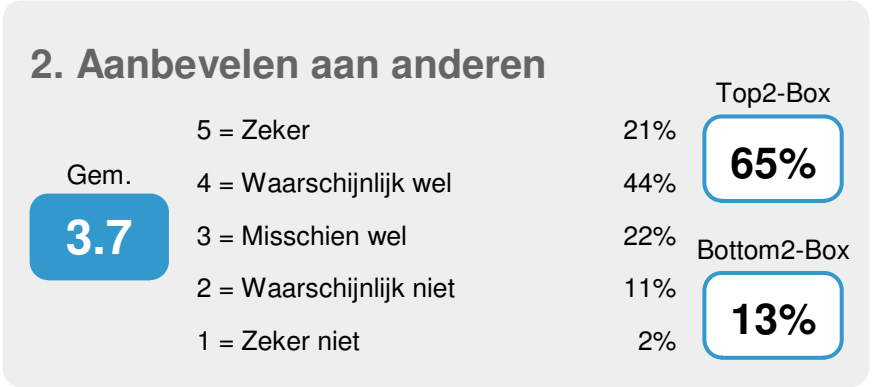 2. Aanbevelen aan anderen
Gem.
3.7
5 = Zeker 21%
4 = Waarschijnlijk wel 44%
3 = Misschien wel 22%
2 = Waarschijnlijk niet 11%
1 = Zeker niet 2%
Top2-Box
65%
Bottom2-Box
13%